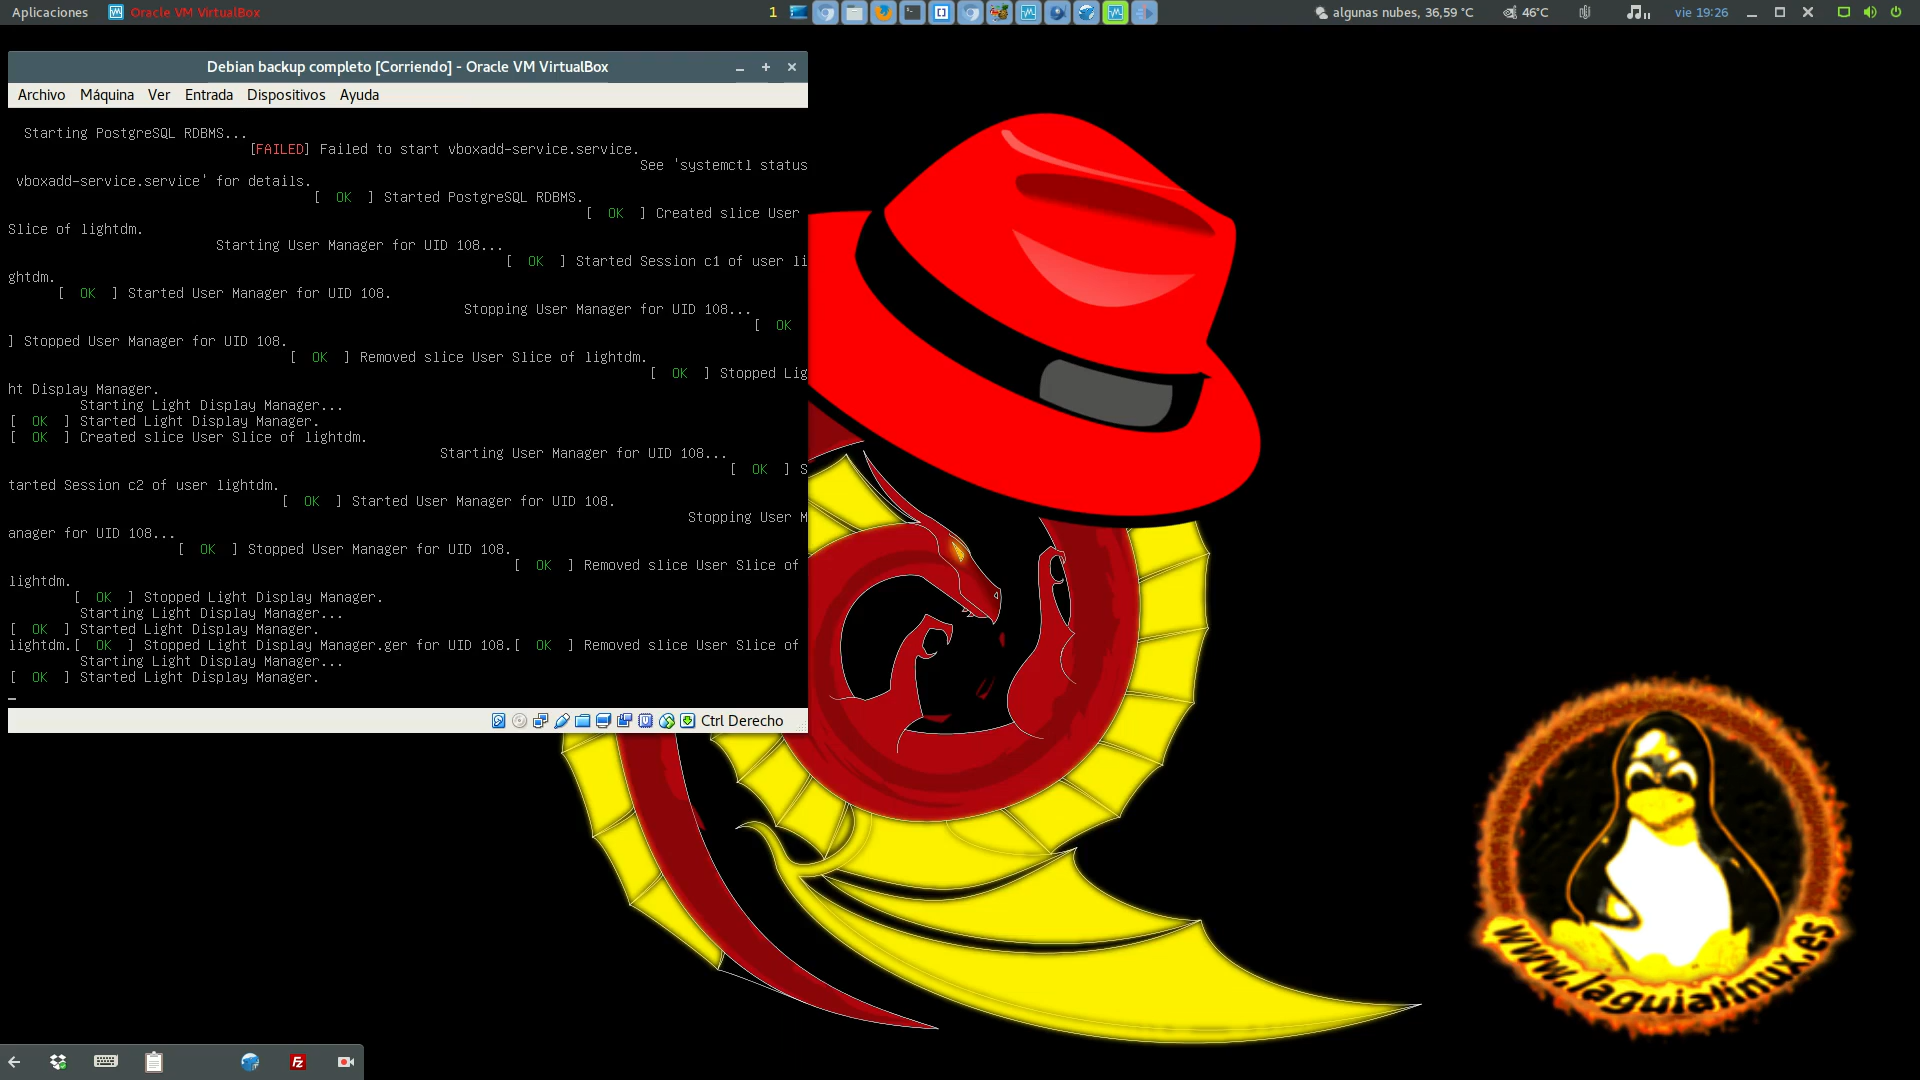 Aplicaciones
Oracle VM VirtualBox
1
algunas nubes, 36,59 °C
46°C
vie 19:26
Debian backup completo [Corriendo] - Oracle VM VirtualBox
Archivo Máquina Ver Entrada Dispositivos Ayuda
Starting PostgreSQL RDBMS...
[FAILED] Failed to start vboxadd-service.service.
See 'systemctl status
vboxadd-service.service' for details.
[ OK ] Started PostgreSQL RDBMS.
[ OK ] Created slice User
Slice of lightdm.
Starting User Manager for UID 108...
[ OK ] Started Session c1 of user li
ghtdm.
[ OK ] Started User Manager for UID 108.
Stopping User Manager for UID 108...
[ OK
] Stopped User Manager for UID 108.
[ OK ] Removed slice User Slice of lightdm.
[ OK ] Stopped Lig
ht Display Manager.
Starting Light Display Manager...
[ OK ] Started Light Display Manager.
[ OK ] Created slice User Slice of lightdm.
Starting User Manager for UID 108...
[ OK ] S
tarted Session c2 of user lightdm.
[ OK ] Started User Manager for UID 108.
Stopping User M
anager for UID 108...
[ OK ] Stopped User Manager for UID 108.
[ OK ] Removed slice User Slice of
lightdm.
[ OK ] Stopped Light Display Manager.
Starting Light Display Manager...
[ OK ] Started Light Display Manager.
lightdm.[ OK ] Stopped Light Display Manager.ger for UID 108.[ OK ] Removed slice User Slice of
Starting Light Display Manager...
[ OK ] Started Light Display Manager.
_
Ctrl Derecho
www.laguialinux.es
Fz